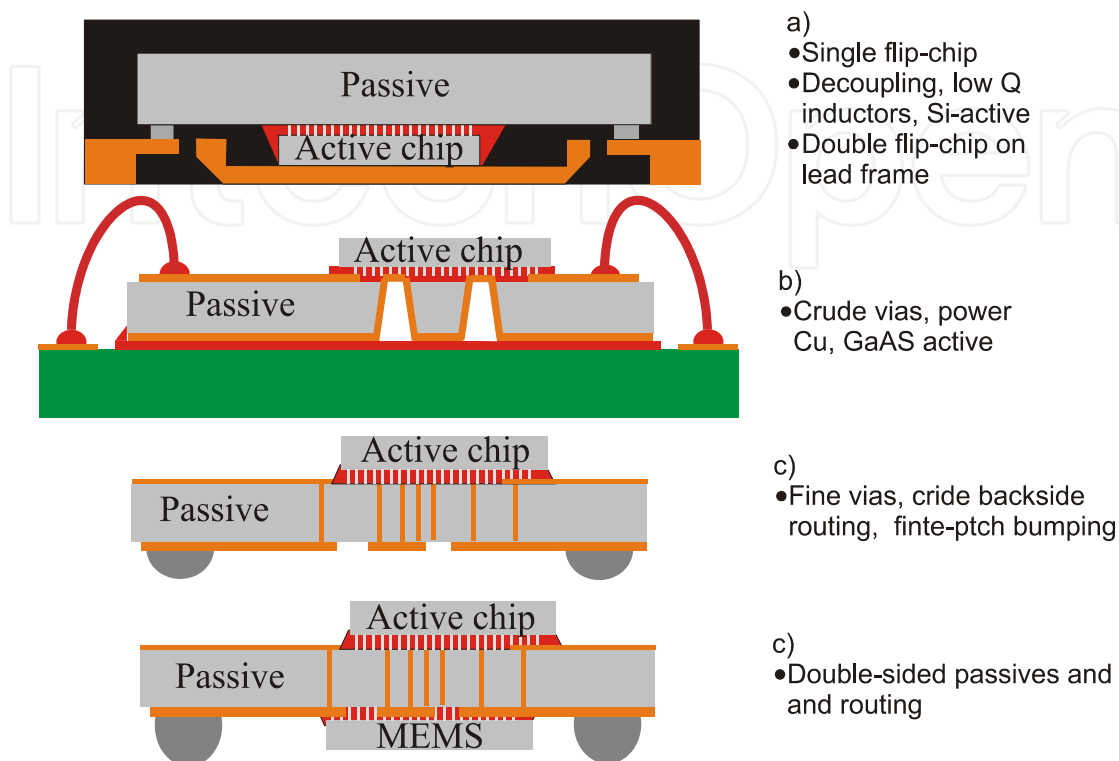 a)
●Single flip-chip
●Decoupling, low Q
inductors, Si-active
●Double flip-chip on
lead frame
Passive
Active chip
IntechOpen
Active chip
Passive
b)
●Crude vias, power
Cu, GaAS active
Active chip
Passive
c)
●Fine vias, cride backside
routing, finte-ptch bumping
Active chip
Passive
MEMS
c)
●Double-sided passives and
and routing